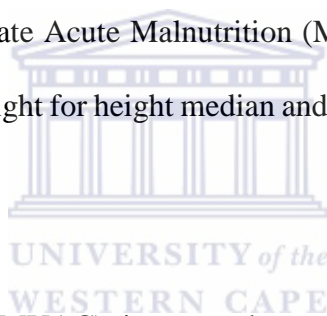 ate Acute Malnutrition (M
ght for height median and
UNIVERSITY of the
WESTERN CAPE